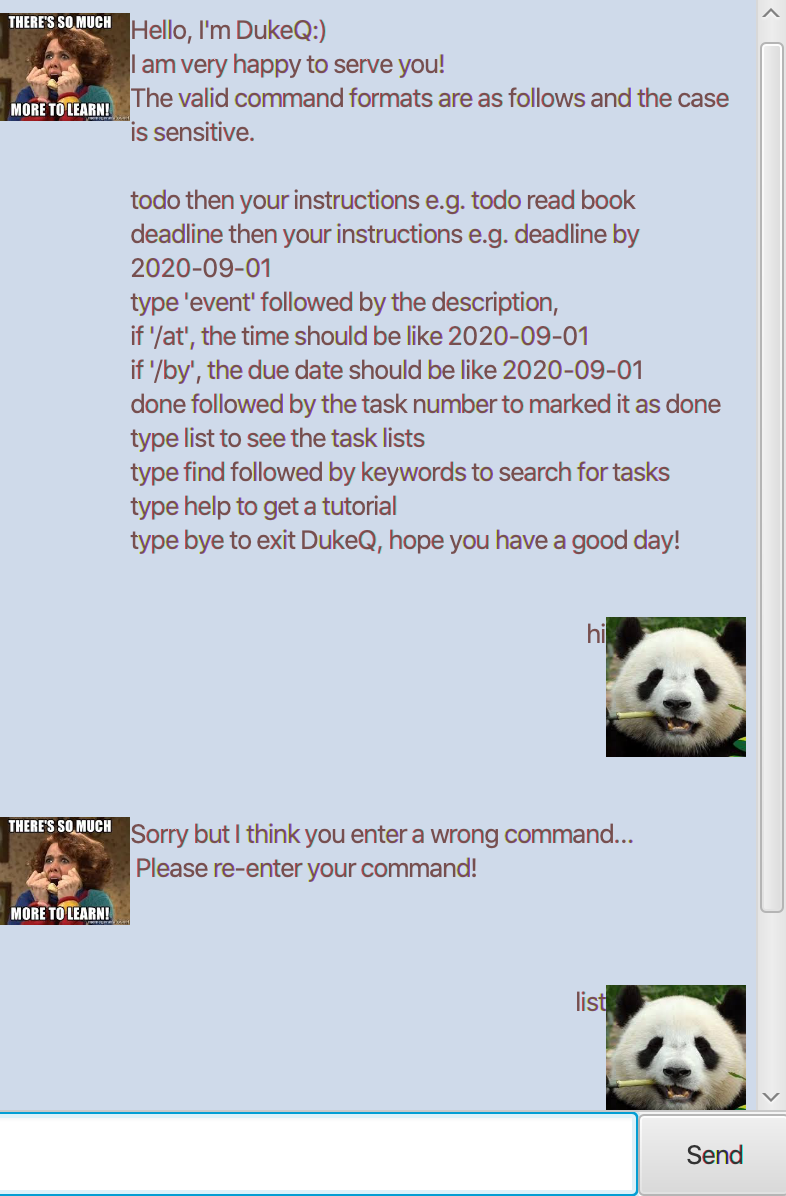 THERE'S SO MUCH
MORE TO LEARN!
Hello, I'm DukeQ:)
I am very happy to serve you!
The valid command formats are as follows and the case
is sensitive.
todo then your instructions e.g. todo read book
deadline then your instructions e.g. deadline by
2020-09-01
type 'event' followed by the description,
if '/at', the time should be like 2020-09-01
if '/by', the due date should be like 2020-09-01
done followed by the task number to marked it as done
type list to see the task lists
type find followed by keywords to search for tasks
type help to get a tutorial
type bye to exit DukeQ, hope you have a good day!
hi
THERE'S SO MUCH
MORE TO LEARN!
Sorry but I think you enter a wrong command...
Please re-enter your command!
list
Send